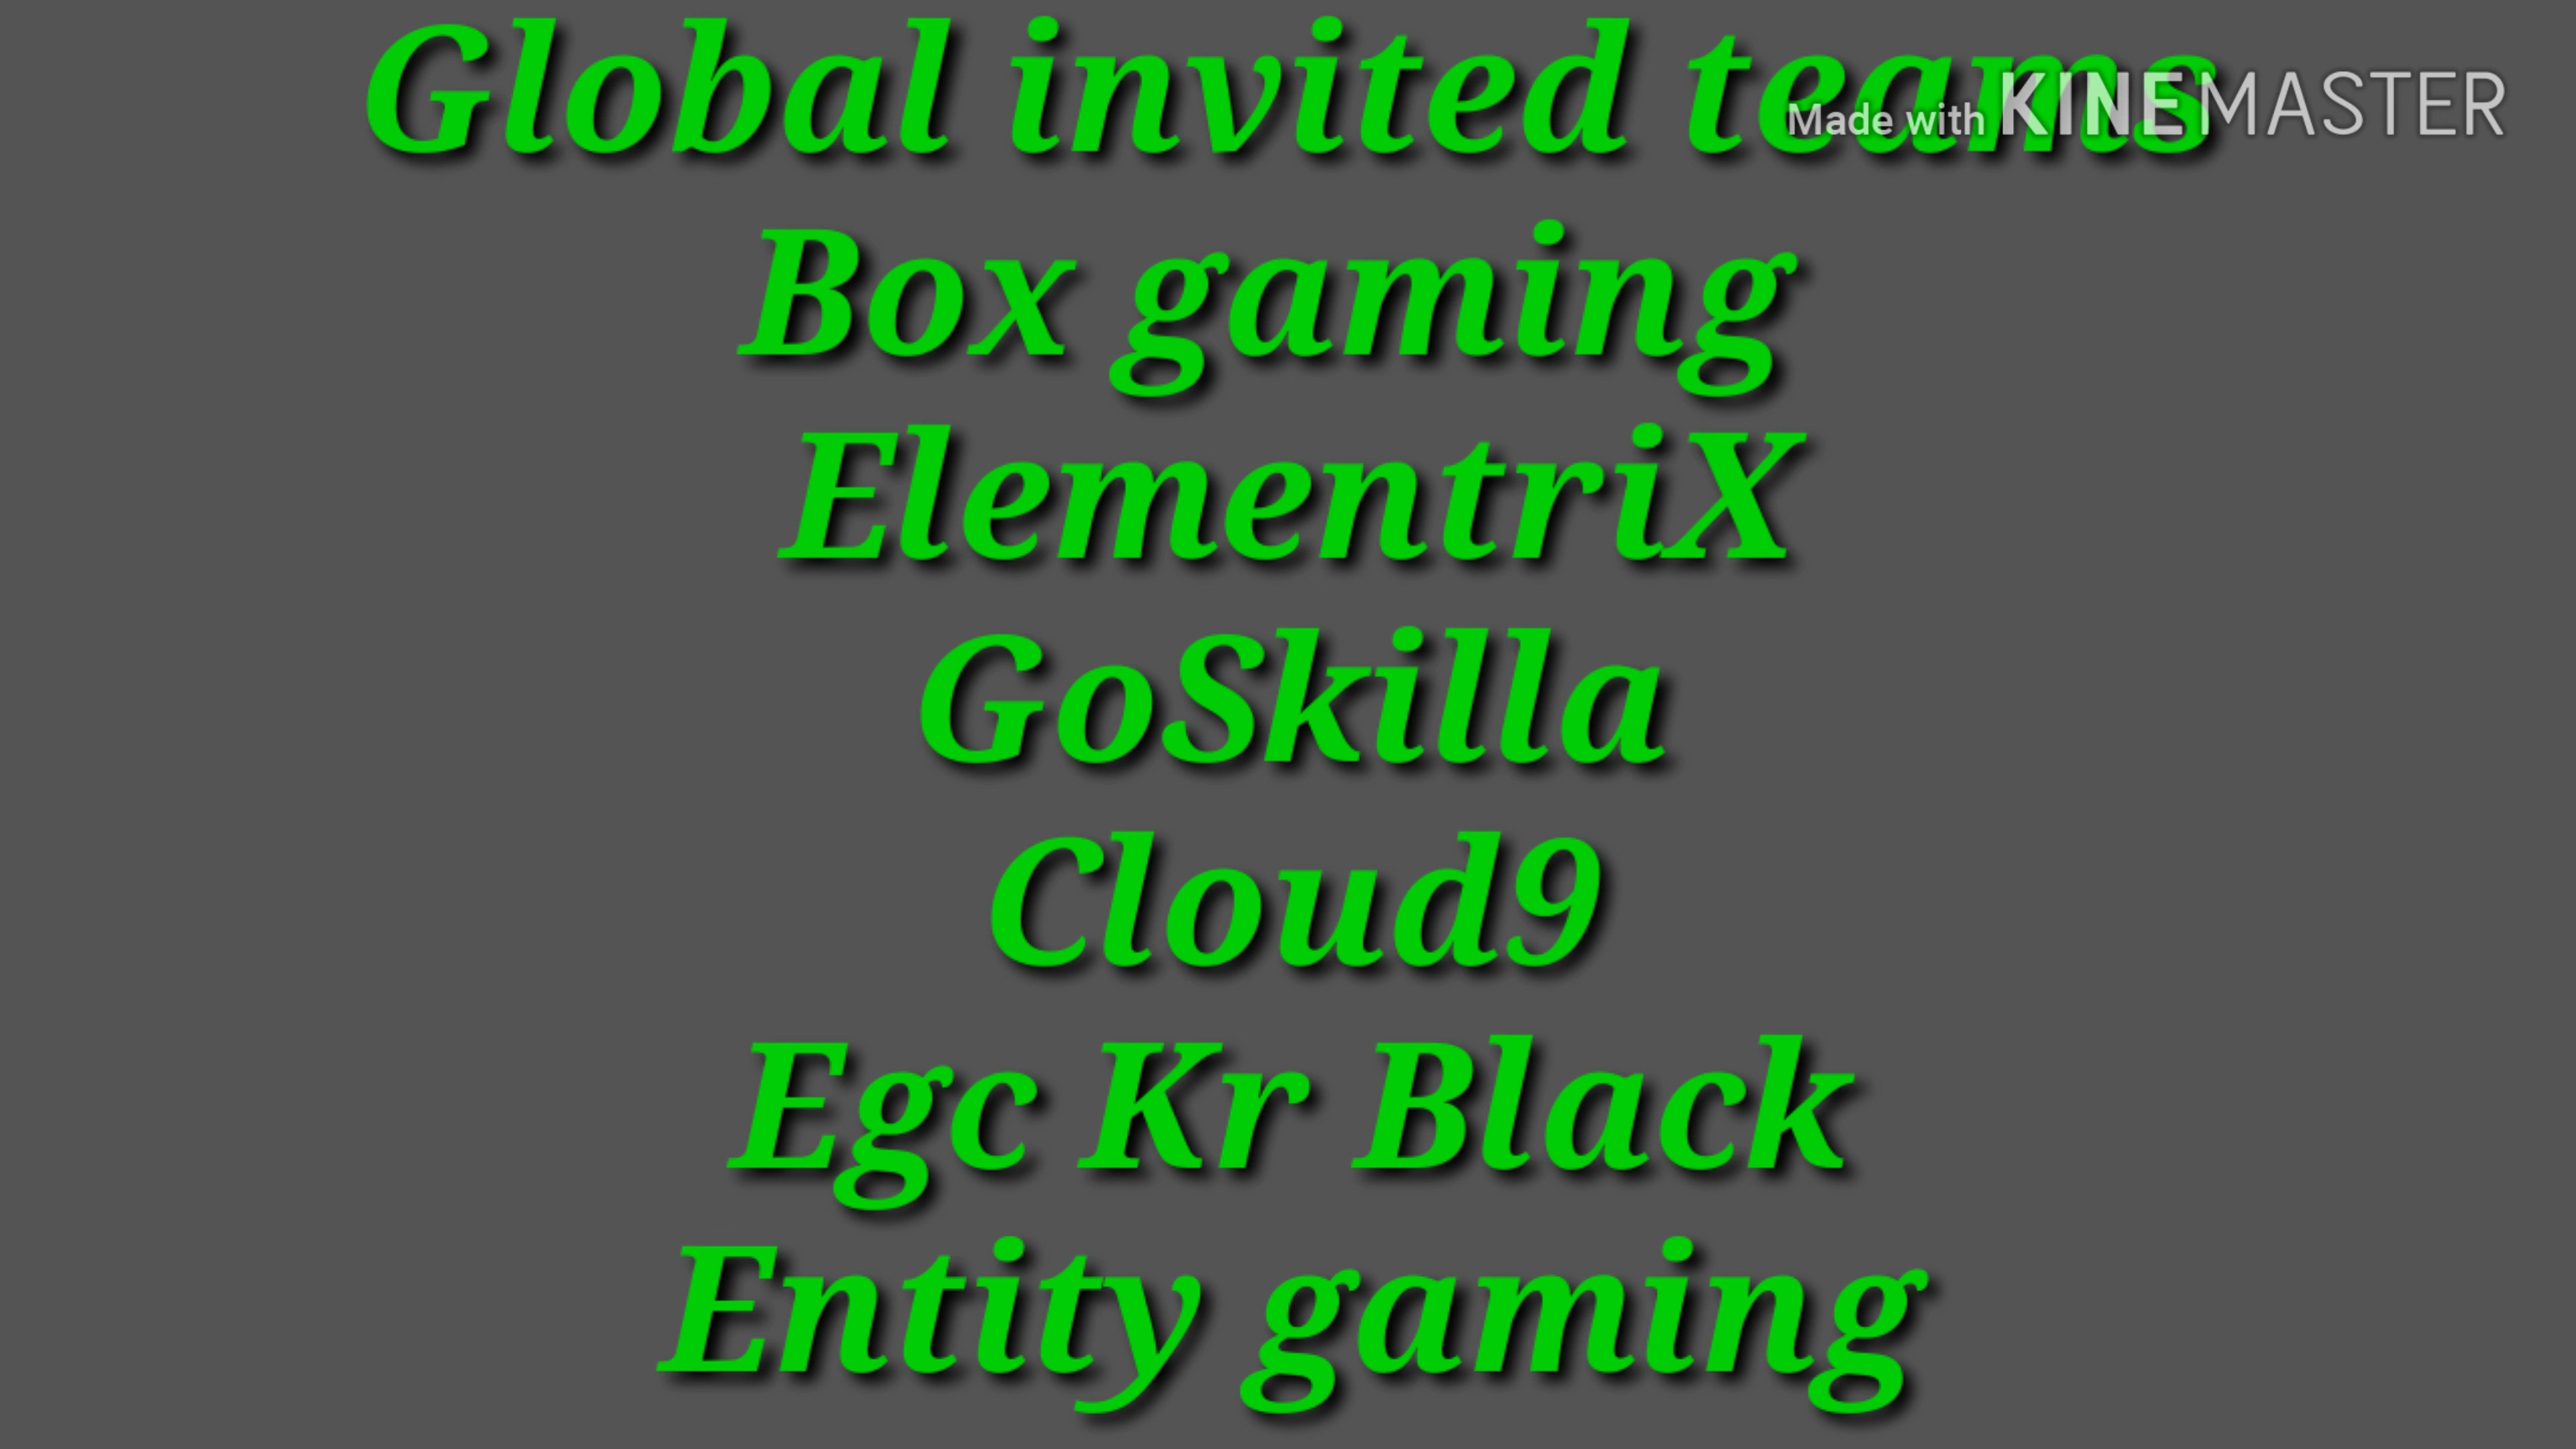 Global invited teams
Made with KINEMASTER
Box gaming
ElementriX
GoSkilla
Cloud9
Egc Kr Black
Entity gaming